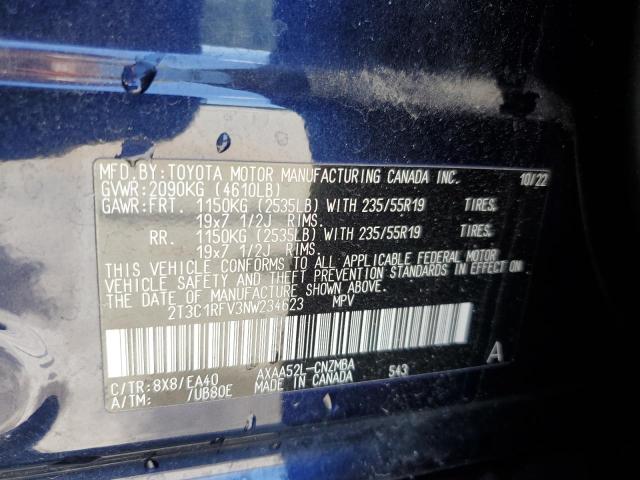 MFD.BY:TOYOTA MOTOR MANUFACTURING CANADA INC. 10/22
GVWR:2090KG (4610LB)
GAWR:FRT. 1150KG (2535LB) WITH 235/55R19 TIRES,
19x7 1/2J RIMS.
RR. 1150KG (2535LB) WITH 235/55R19 TIRES,
19x7 1/2J RIMS.
THIS VEHICLE CONFORMS TO ALL APPLICABLE FEDERAL MOTOR
VEHICLE SAFETY AND THEFT PREVENTION STANDARDS IN EFFECT ON
THE DATE OF MANUFACTURE SHOWN ABOVE.
2T3C1RFV3NW234623 MPV
C/TR:8X8/EA40 AXAA52L-CNZMBA 543 A
A/TM: /UB80E